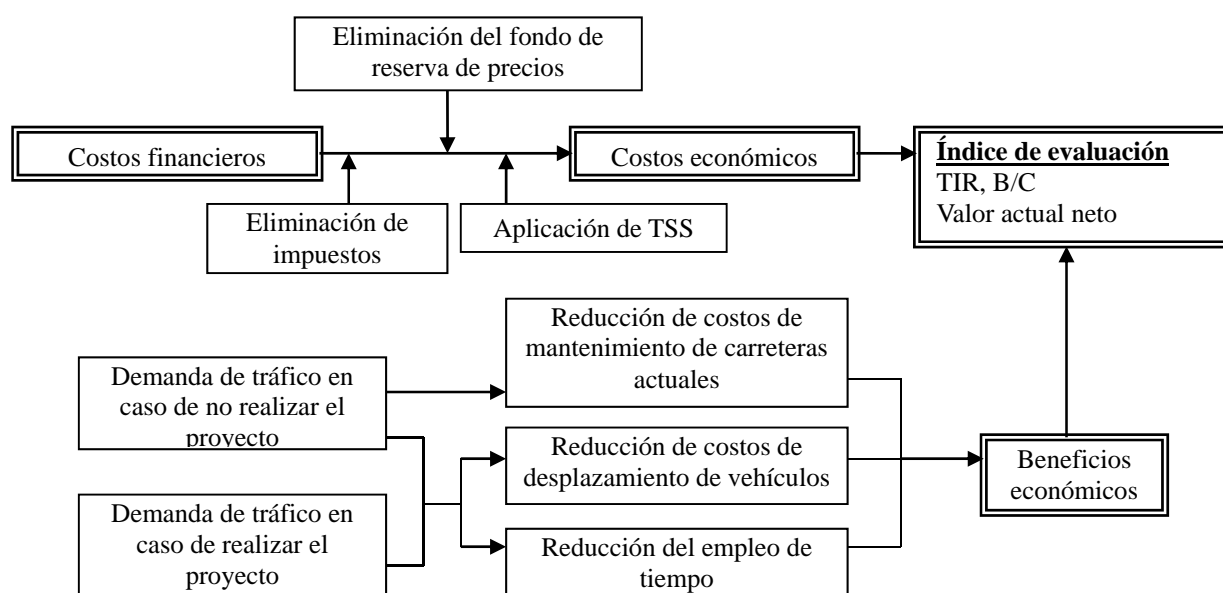 Eliminación del fondo de
reserva de precios
Costos financieros
Costos económicos
Índice de evaluación
TIR, B/C
Valor actual neto
Eliminación de
impuestos
Aplicación de TSS
Reducción de costos de
mantenimiento de carreteras
actuales
Demanda de tráfico en
caso de no realizar el
proyecto
Reducción de costos de
desplazamiento de vehículos
Beneficios
económicos
Demanda de tráfico en
caso de realizar el
proyecto
Reducción del empleo de
tiempo